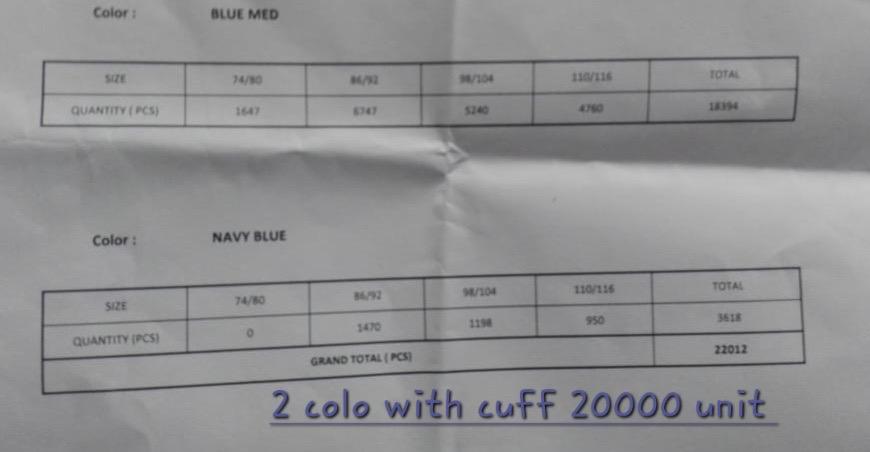 Color : BLUE MED
SIZE 74/80 86/92 98/104 110/116 TOTAL
QUANTITY ( PCS) 1647 6747 5240 4760 18394
Color : NAVY BLUE
SIZE 74/80 86/92 98/104 110/116 TOTAL
QUANTITY (PCS) 0 1470 1198 950 3618
GRAND TOTAL ( PCS) 22012
2 colo with cuff 20000 unit